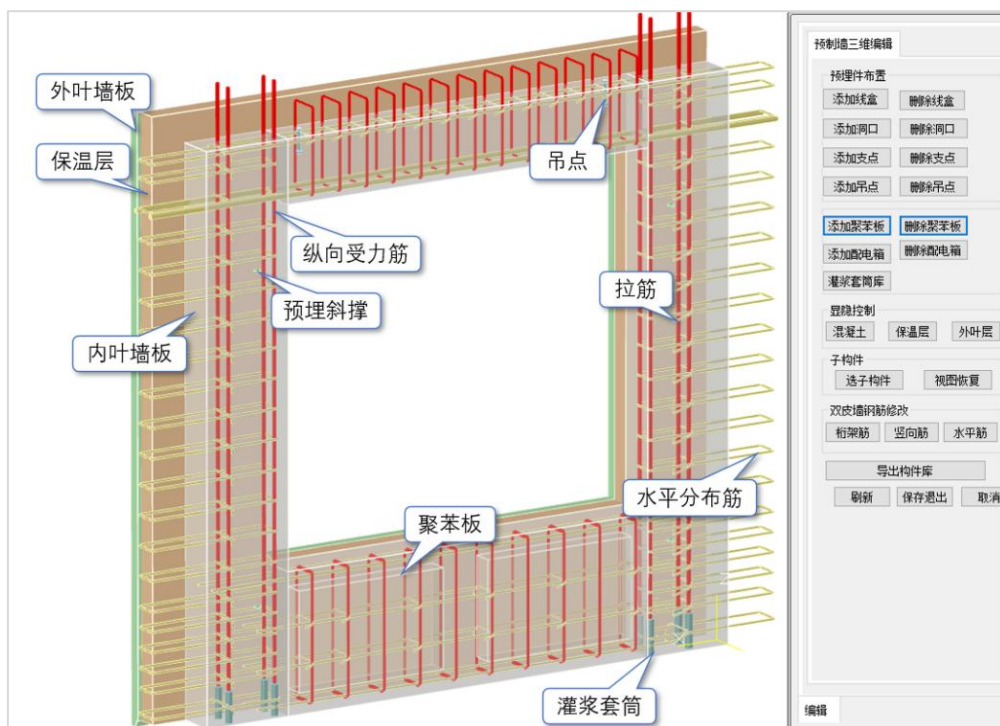 外叶墙板
保温层
吊点
纵向受力筋
预埋斜撑
拉筋
内叶墙板
水平分布筋
聚苯板
灌浆套筒
预制墙三维编辑
预埋件布置
添加线盒 删除线盒
添加洞口 删除洞口
添加支点 删除支点
添加吊点 删除吊点
添加聚苯板 删除聚苯板
添加配电箱 删除配电箱
灌浆套筒库
显隐控制
混凝土 保温层 外叶层
子构件
选子构件 视图恢复
双皮墙钢筋修改
桁架筋 竖向筋 水平筋
导出构件库
刷新 保存退出 取消
编辑